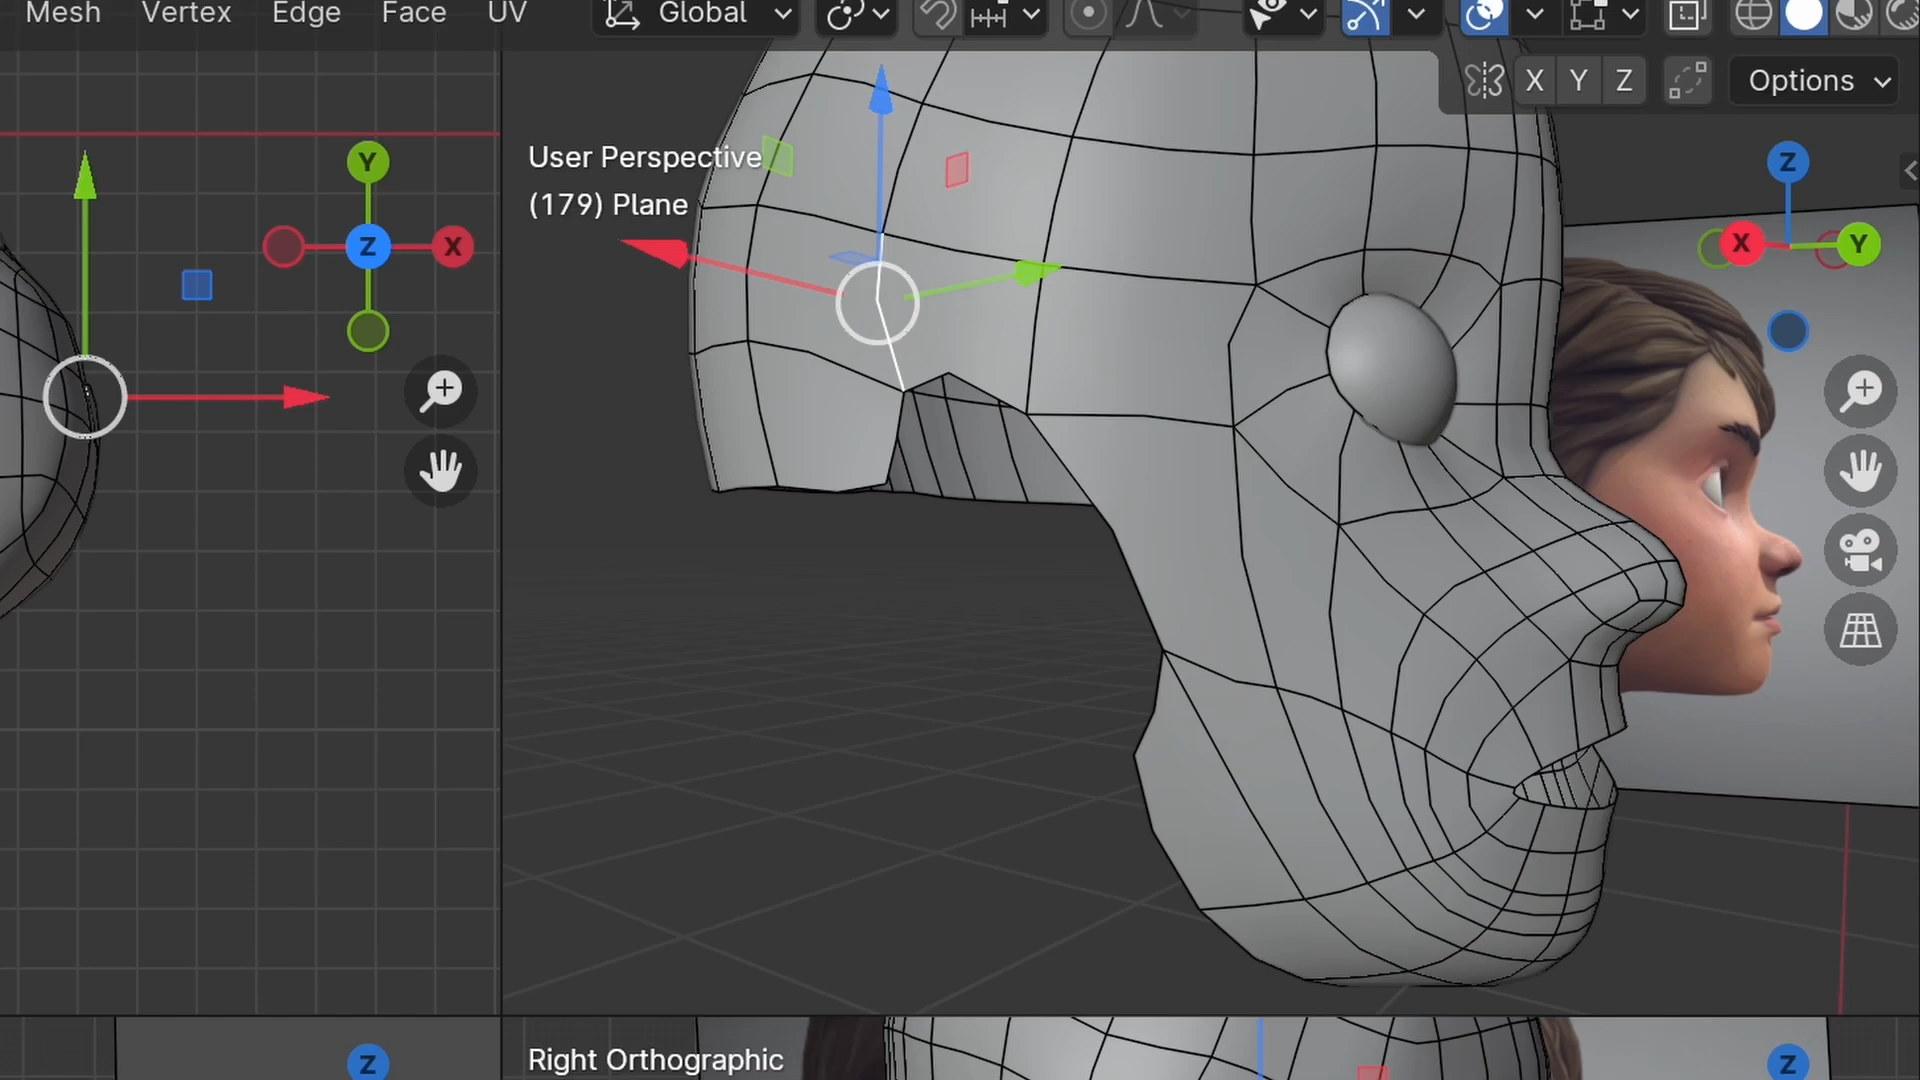 Mesh Vertex Edge Face UV Global
X Y Z Options
User Perspective
(179) Plane
Y
Z X
Z
X Y
Right Orthographic
Z Z